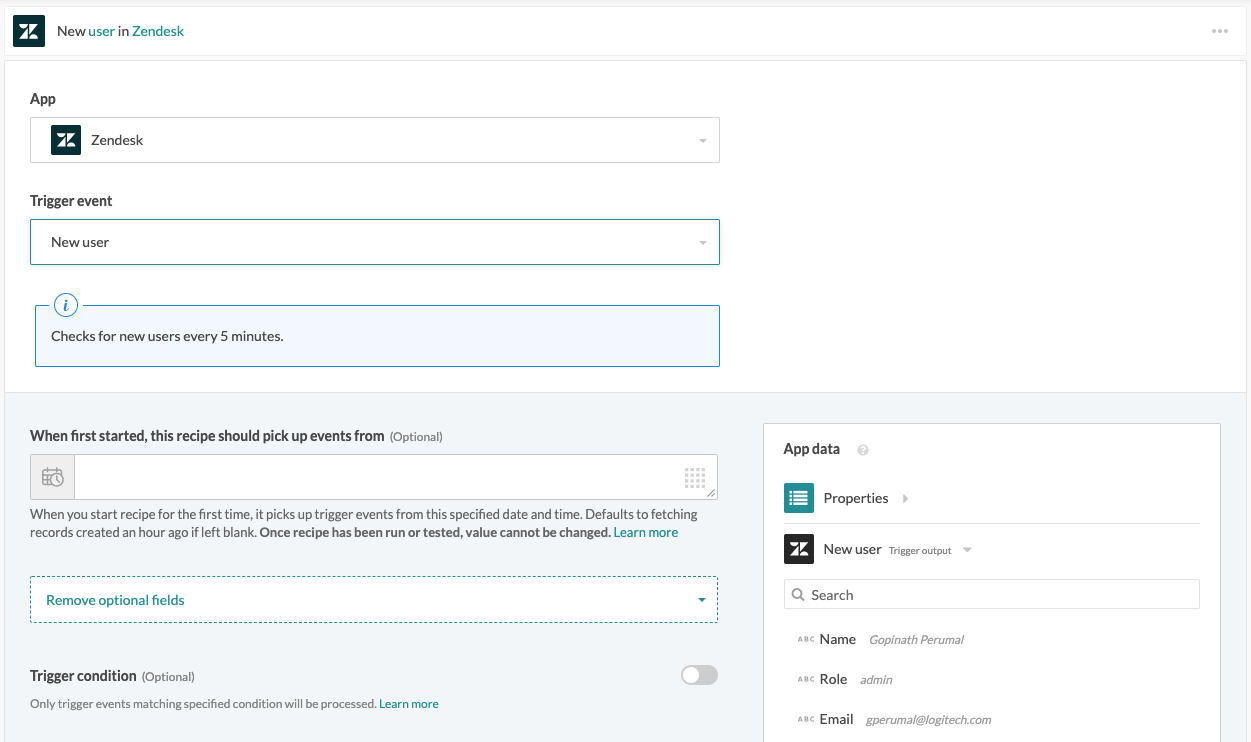 New user in Zendesk
App
Zendesk
Trigger event
New user
i
Checks for new users every 5 minutes.
When first started, this recipe should pick up events from (Optional)
When you start recipe for the first time, it picks up trigger events from this specified date and time. Defaults to fetching
records created an hour ago if left blank. Once recipe has been run or tested, value cannot be changed. Learn more
Remove optional fields
Trigger condition (Optional)
Only trigger events matching specified condition will be processed. Learn more
App data ?
Properties
New user Trigger output
Search
ABC Name Gopinath Perumal
ABC Role admin
ABC Email gperumal@logitech.com